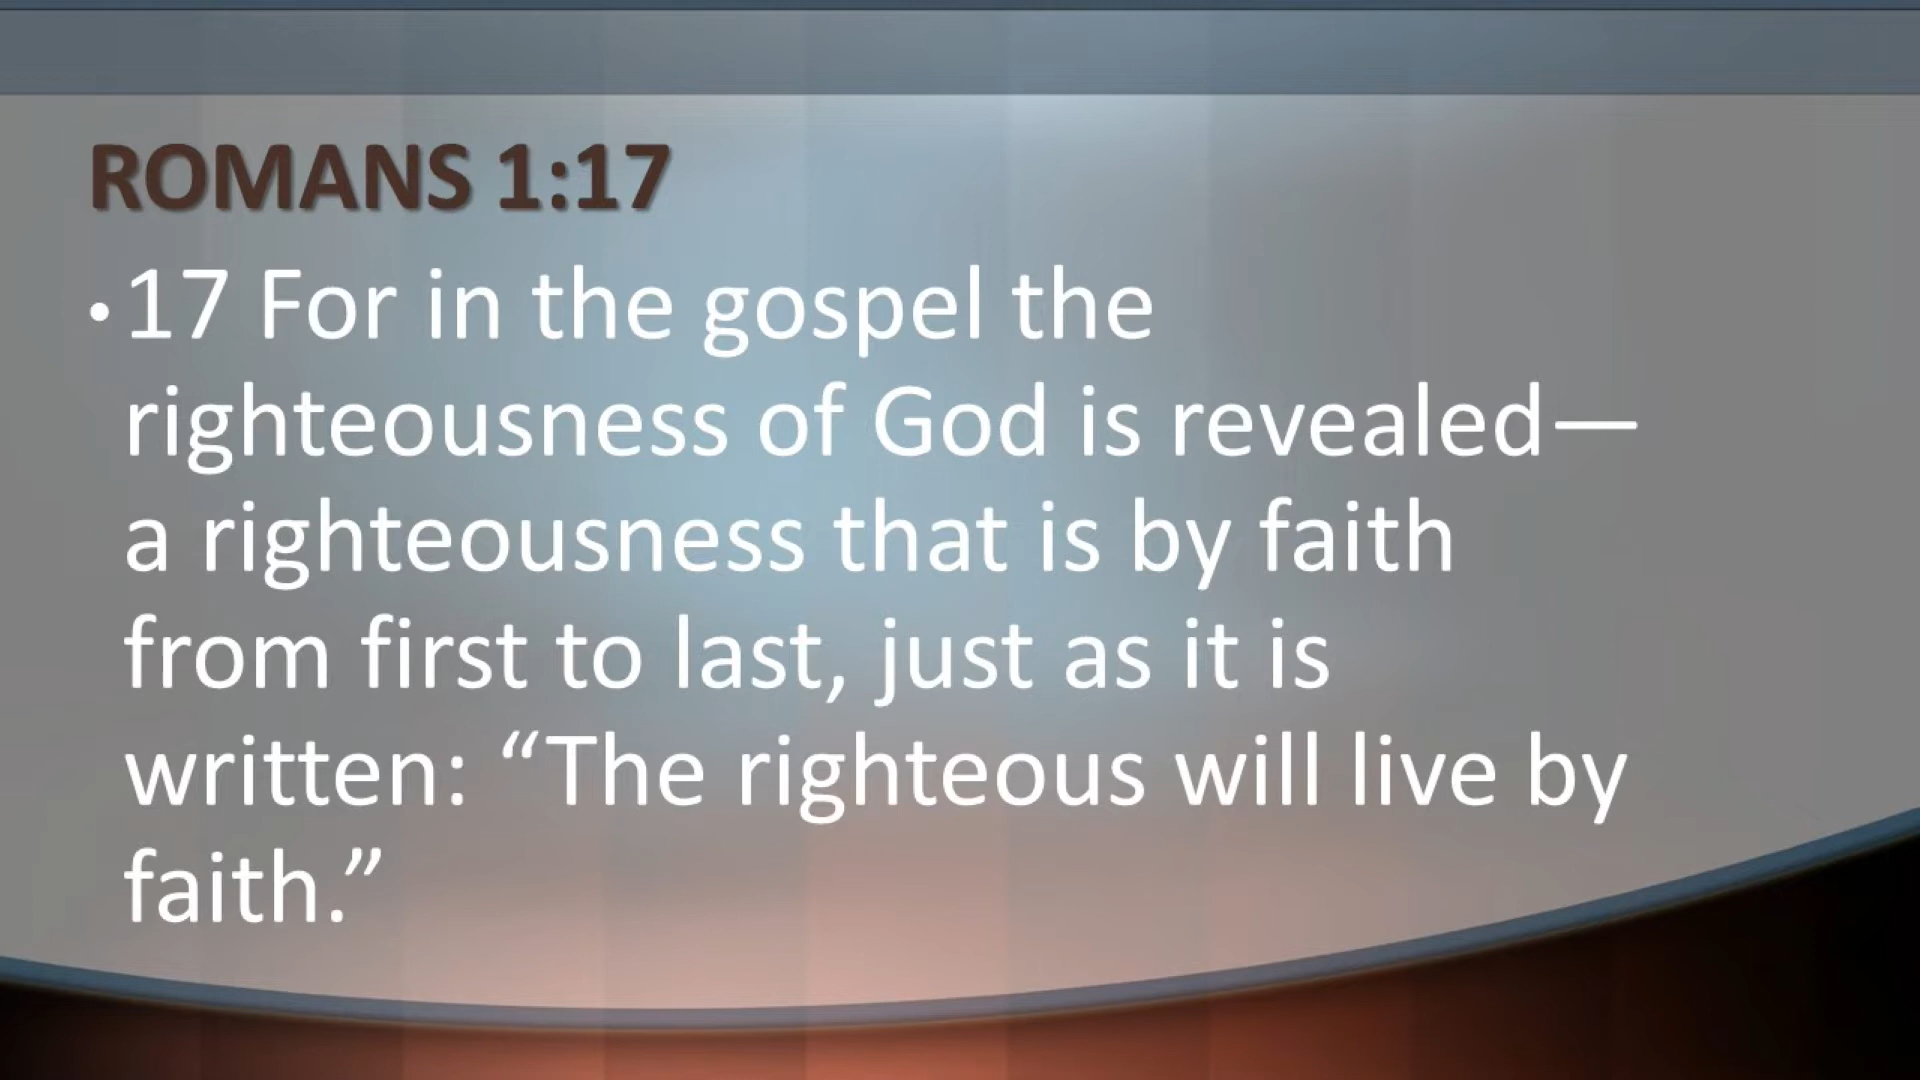 ROMANS 1:17
•17 For in the gospel the
righteousness of God is revealed—
a righteousness that is by faith
from first to last, just as it is
written: “The righteous will live by
faith.”